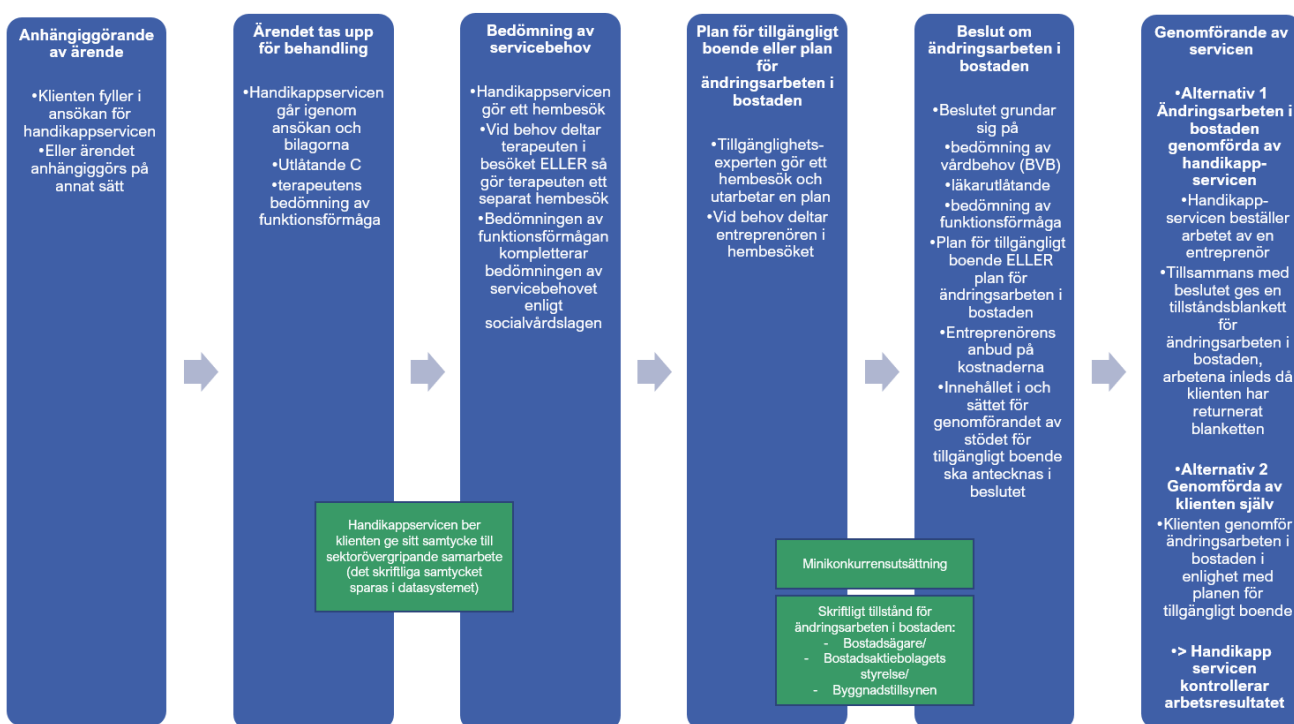 Anhängiggörande
av ärende
•Klienten fyller i
ansökan för
handikappservicen
•Eller ärendet
anhängiggörs på
annat sätt
Ärendet tas upp
för behandling
•Handikappservicen
går igenom
ansökan och
bilagorna
•Utlåtande C
•terapeutens
bedömning av
funktionsförmåga
Handikappservicen ber
klienten ge sitt samtycke till
sektorövergripande samarbete
(det skriftliga samtycket
sparas i datasystemet)
Bedömning av
servicebehov
•Handikappservicen
gör ett hembesök
•Vid behov deltar
terapeuten i
besöket ELLER så
gör terapeuten ett
separat hembesök
•Bedömningen av
funktionsförmågan
kompletterar
bedömningen av
servicebehovet
enligt
socialvårdslagen
Plan för tillgängligt
boende eller plan
för
ändringsarbeten i
bostaden
•Tillgänglighets-
experten gör ett
hembesök och
utarbetar en plan
•Vid behov deltar
entreprenören i
hembesöket
Minikonkurrensutsättning
Skriftligt tillstånd för
ändringsarbeten i bostaden:
- Bostadsägare/
- Bostadsaktiebolagets
styrelse/
- Byggnadstillsynen
Beslut om
ändringsarbeten i
bostaden
•Beslutet grundar
sig på
•bedömning av
vårdbehov (BVB)
•läkarutlåtande
•bedömning av
funktionsförmåga
•Plan för tillgängligt
boende ELLER
plan för
ändringsarbeten i
bostaden
•Entreprenörens
anbud på
kostnaderna
•Innehållet i och
sättet för
genomförandet av
stödet för
tillgängligt boende
ska antecknas i
beslutet
Genomförande av
servicen
•Alternativ 1
Ändringsarbeten i
bostaden
genomförda av
handikapp-
servicen
•Handikapp-
servicen beställer
arbetet av en
entreprenör
•Tillsammans med
beslutet ges en
tillståndsblankett
för
ändringsarbeten i
bostaden,
arbetena inleds då
klienten har
returnerat
blanketten
•Alternativ 2
Genomförda av
klienten själv
•Klienten genomför
ändringsarbeten i
bostaden i
enlighet med
planen för
tillgängligt boende
•> Handikapp
servicen
kontrollerar
arbetsresultatet